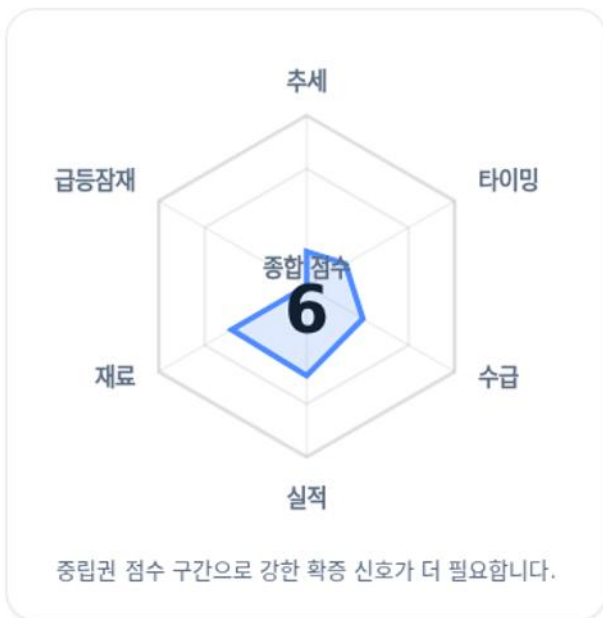 추세
급등잠재
타이밍
종합 점수
6
재료
수급
실적
중립권 점수 구간으로 강한 확증 신호가 더 필요합니다.